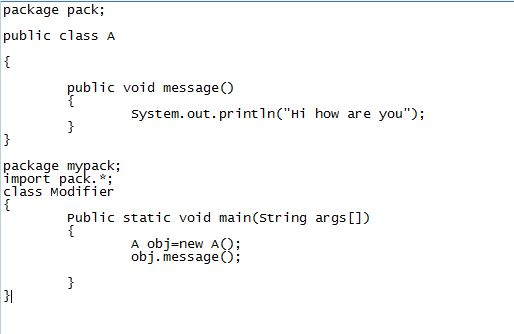 package pack;
public class A
{
public void message()
{
System.out.println("Hi how are you");
}
}
package mypack;
import pack.*;
class Modifier
{
Public static void main(String args[])
{
A obj=new A();
obj.message();
}
}